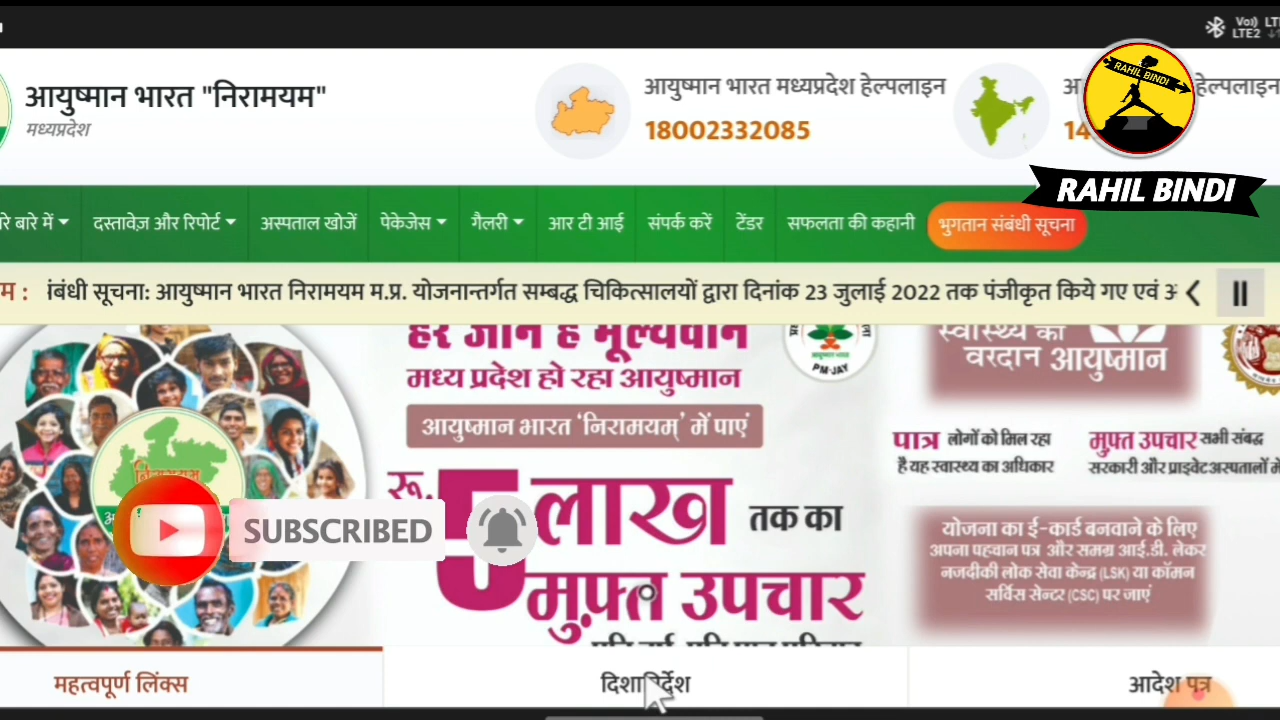 Vo)) LT
LTE2
आयुष्मान भारत "निरामयम"
मध्यप्रदेश
आयुष्मान भारत मध्यप्रदेश हेल्पलाइन
18002332085
हेल्पलाइन
14
RAHIL BINDI
RAHIL BINDI
रे बारे में
दस्तावेज़ और रिपोर्ट
अस्पताल खोजें
पेकेजेस
गैलरी
आर टी आई
संपर्क करें
टेंडर
सफलता की कहानी
भुगतान संबंधी सूचना
म : संबंधी सूचना: आयुष्मान भारत निरामयम म.प्र. योजनान्तर्गत सम्बद्ध चिकित्सालयों द्वारा दिनांक 23 जुलाई 2022 तक पंजीकृत किये गए एवं
हर जान है मूल्यवान
मध्य प्रदेश हो रहा आयुष्मान
आयुष्मान भारत 'निरामयम्' में पाएं
रू. 5 लाख तक का
मुफ़्त उपचार
PM-JAY
स्वास्थ्य का
वरदान आयुष्मान
पात्र लोगों को मिल रहा
है यह स्वास्थ्य का अधिकार
मुफ़्त उपचार सभी संबद्ध
सरकारी और प्राइवेट अस्पतालों में
योजना का ई-कार्ड बनवाने के लिए
अपना पहचान पत्र और समग्र आई.डी. लेकर
नजदीकी लोक सेवा केन्द्र (LSK) या कॉमन
सर्विस सेन्टर (CSC) पर जाएं
निरामयम
SUBSCRIBED
महत्वपूर्ण लिंक्स
दिशानिर्देश
आदेश पत्र